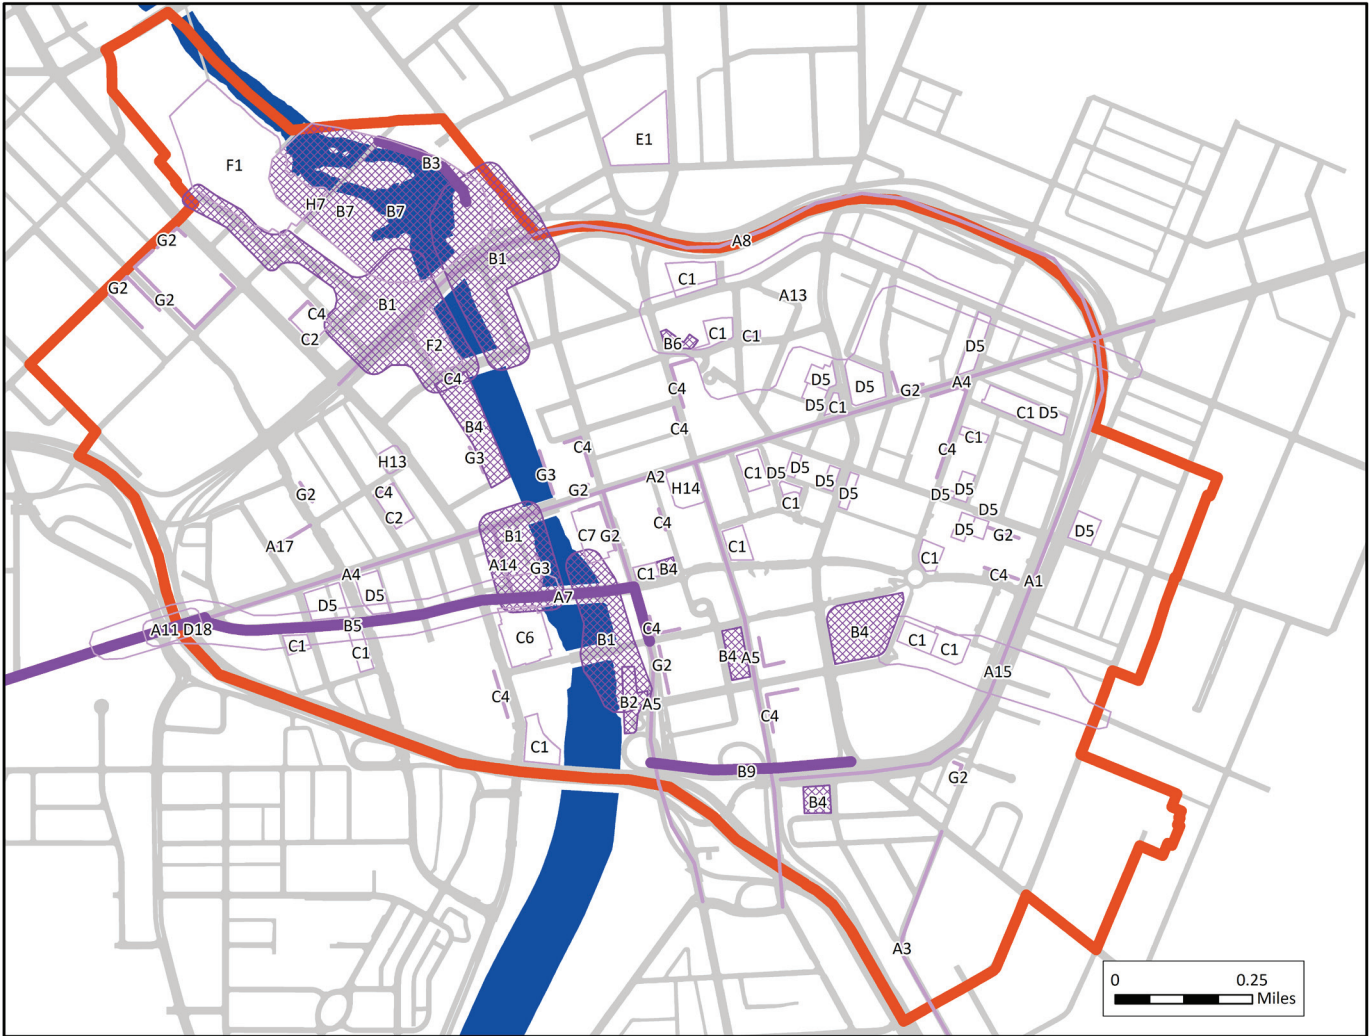 E1
B3
F1
H7
B7
B7
G2
A8
B1
C1
G2
G2
A13
B1
C4
C2
B6
C1
C1
F2
D5
C4
D5
D5
A4
C4
G2
D5
C1
C1 D5
B4
C4
C4
C1
C4
H13
G3
G3
A2
C1
D5
D5
D5
G2
C4
G2
H14
D5
D5
D5
C2
C1
C4
D5
B1
C7 G2
D5
G2
D5
A17
C1
C1
A14
G3
C1
B4
A4
C4
A1
D5
D5
A7
B5
A11 D18
C4
B4
C6
B1
C1
C1
C1
C1
B4
A5
G2
A15
C4
B2
A5
C4
C1
B9
G2
B4
A3
0 0.25
Miles